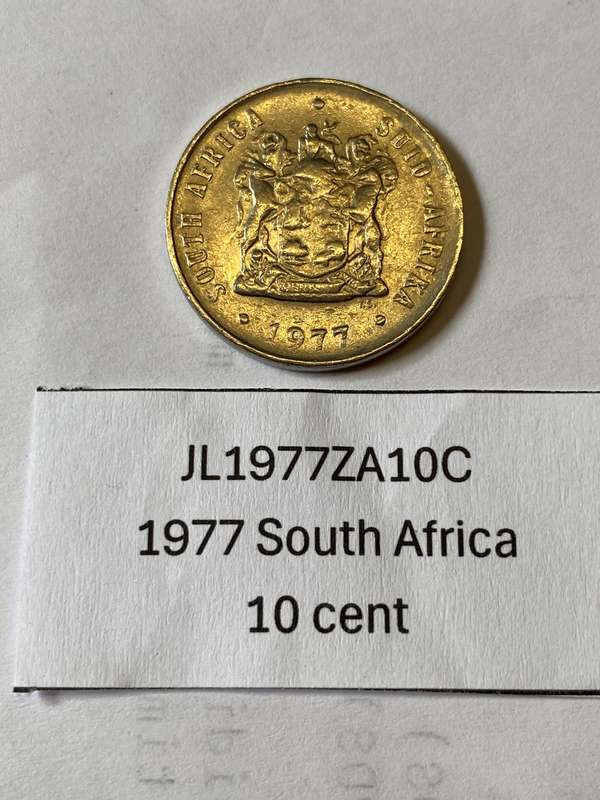 SOUTH AFRICA • SUID-AFRIKA
• 1977 •
JL1977ZA10C
1977 South Africa
10 cent